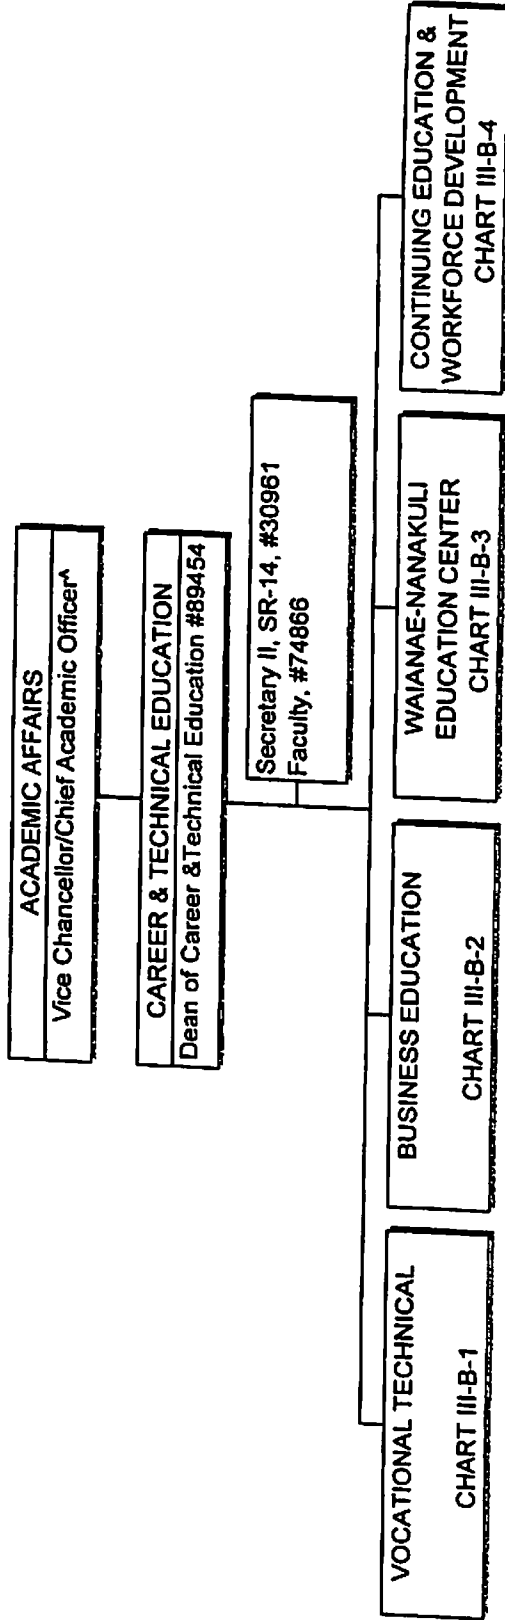 ACADEMIC AFFAIRS
Vice Chancellor/Chief Academic Officer^
CAREER & TECHNICAL EDUCATION
Dean of Career &Technical Education #89454
Secretary II, SR-14, #30961
Faculty, #74866
VOCATIONAL TECHNICAL
CHART III-B-1
BUSINESS EDUCATION
CHART III-B-2
WAIANAE-NANAKULI
EDUCATION CENTER
CHART III-B-3
CONTINUING EDUCATION &
WORKFORCE DEVELOPMENT
CHART III-B-4